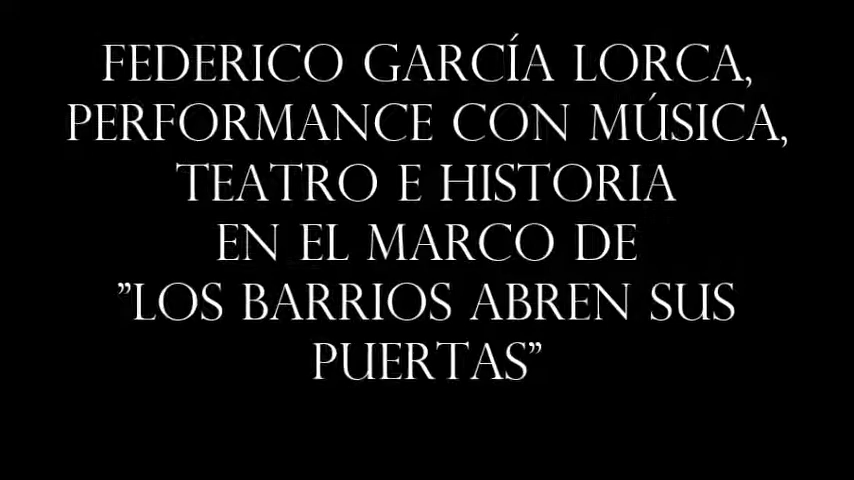 FEDERICO GARCÍA LORCA,
PERFORMANCE CON MÚSICA,
TEATRO E HISTORIA
EN EL MARCO DE
”LOS BARRIOS ABREN SUS
PUERTAS”